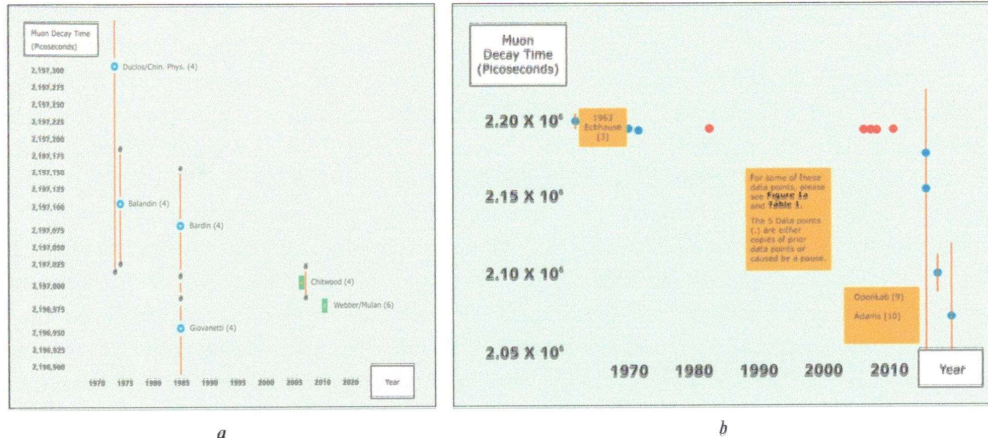 Muon Decay Time
(Picoseconds)
2,197,300
2,197,275
2,197,250
2,197,225
2,197,200
2,197,175
2,197,150
2,197,125
2,197,100
2,197,075
2,197,050
2,197,025
2,197,000
2,196,975
2,196,950
2,196,925
2,196,900
Duclos/Chin. Phys. (4)
Balandin (4)
Bardin (4)
Chitwood (4)
Webber/Mulan (6)
Giovanetti (4)
1970 1975 1980 1985 1990 1995 2000 2005 2010 2020
Year
a
Muon
Decay Time
(Picoseconds)
2.20 X 10⁶
2.15 X 10⁶
2.10 X 10⁶
2.05 X 10⁶
1963
Eckhouse
(3)
For some of these
data points, please
see
Figure 1a
and
Table 1
The 5 Data points
(.) are either
copies of prior
data points or
caused by a pause.
(9)
Adams (10)
1970 1980 1990 2000 2010
Year
b